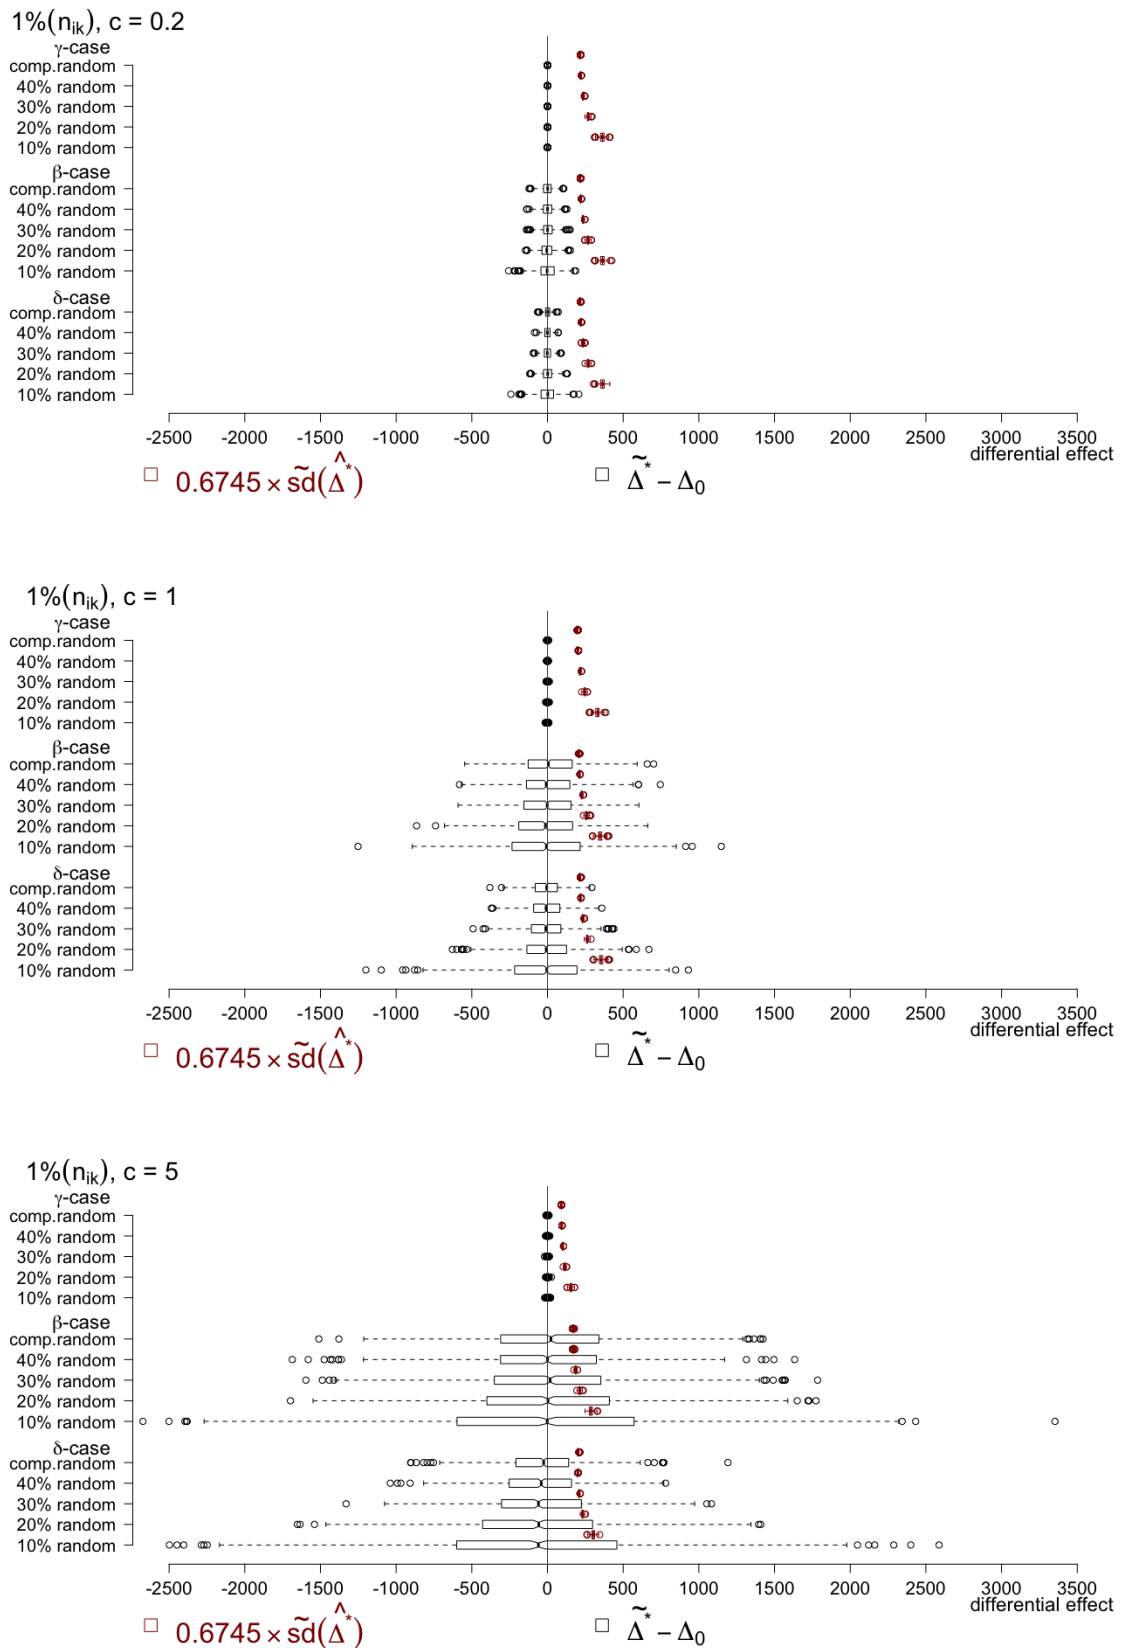 1%(nᵢₖ), c = 0.2
γ-case
comp.random
40% random
30% random
20% random
10% random
β-case
comp.random
40% random
30% random
20% random
10% random
δ-case
comp.random
40% random
30% random
20% random
10% random
-2500 -2000 -1500 -1000 -500 0 500 1000 1500 2000 2500 3000 3500
differential effect
0.6745 × s̃d(Δ̂*) Δ̃* − Δ₀
1%(nᵢₖ), c = 1
γ-case
comp.random
40% random
30% random
20% random
10% random
β-case
comp.random
40% random
30% random
20% random
10% random
δ-case
comp.random
40% random
30% random
20% random
10% random
-2500 -2000 -1500 -1000 -500 0 500 1000 1500 2000 2500 3000 3500
differential effect
0.6745 × s̃d(Δ̂*) Δ̃* − Δ₀
1%(nᵢₖ), c = 5
γ-case
comp.random
40% random
30% random
20% random
10% random
β-case
comp.random
40% random
30% random
20% random
10% random
δ-case
comp.random
40% random
30% random
20% random
10% random
-2500 -2000 -1500 -1000 -500 0 500 1000 1500 2000 2500 3000 3500
differential effect
0.6745 × s̃d(Δ̂*) Δ̃* − Δ₀